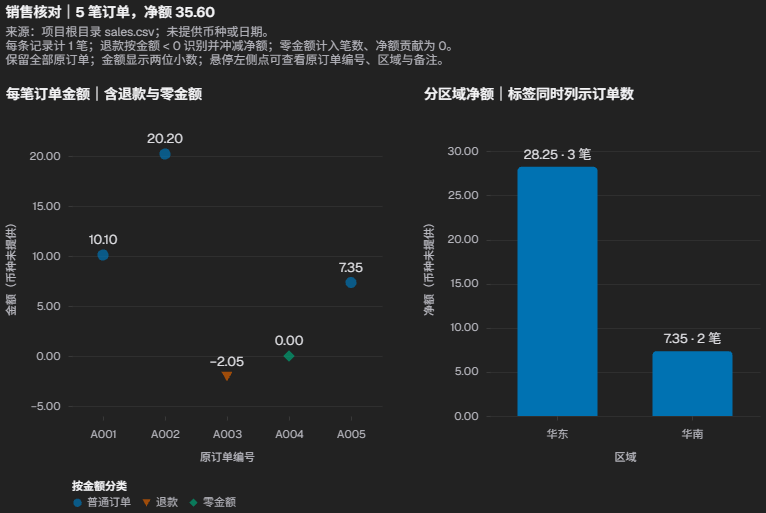 销售核对｜5 笔订单，净额 35.60
来源：项目根目录 sales.csv；未提供币种或日期。
每条记录计 1 笔；退款按金额 < 0 识别并冲减净额；零金额计入笔数、净额贡献为 0。
保留全部原订单；金额显示两位小数；悬停左侧点可查看原订单编号、区域与备注。
每笔订单金额｜含退款与零金额
金额（币种未提供）
20.00
15.00
10.00
5.00
0.00
−5.00
10.10
20.20
−2.05
0.00
7.35
A001
A002
A003
A004
A005
原订单编号
按金额分类
普通订单
退款
零金额
分区域净额｜标签同时列示订单数
净额（币种未提供）
30.00
25.00
20.00
15.00
10.00
5.00
0.00
28.25 · 3 笔
7.35 · 2 笔
华东
华南
区域